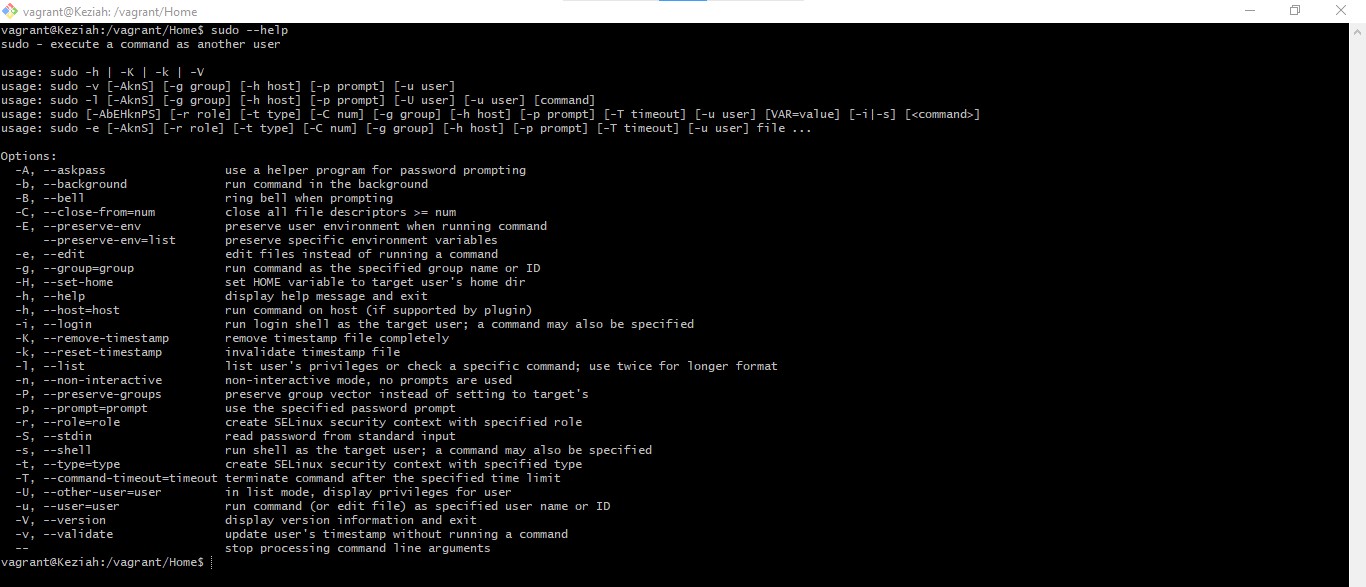 vagrant@Keziah: /vagrant/Home
vagrant@Keziah:/vagrant/Home$ sudo --help
sudo - execute a command as another user

usage: sudo -h | -K | -k | -V
usage: sudo -v [-AknS] [-g group] [-h host] [-p prompt] [-u user]
usage: sudo -l [-AknS] [-g group] [-h host] [-p prompt] [-U user] [-u user] [command]
usage: sudo [-AbEHknPS] [-r role] [-t type] [-C num] [-g group] [-h host] [-p prompt] [-T timeout] [-u user] [VAR=value] [-i|-s] [<command>]
usage: sudo -e [-AknS] [-r role] [-t type] [-C num] [-g group] [-h host] [-p prompt] [-T timeout] [-u user] file ...

Options:
  -A, --askpass                 use a helper program for password prompting
  -b, --background              run command in the background
  -B, --bell                    ring bell when prompting
  -C, --close-from=num          close all file descriptors >= num
  -E, --preserve-env            preserve user environment when running command
      --preserve-env=list       preserve specific environment variables
  -e, --edit                    edit files instead of running a command
  -g, --group=group             run command as the specified group name or ID
  -H, --set-home                set HOME variable to target user's home dir
  -h, --help                    display help message and exit
  -h, --host=host               run command on host (if supported by plugin)
  -i, --login                   run login shell as the target user; a command may also be specified
  -K, --remove-timestamp        remove timestamp file completely
  -k, --reset-timestamp         invalidate timestamp file
  -l, --list                    list user's privileges or check a specific command; use twice for longer format
  -n, --non-interactive         non-interactive mode, no prompts are used
  -P, --preserve-groups         preserve group vector instead of setting to target's
  -p, --prompt=prompt           use the specified password prompt
  -r, --role=role               create SELinux security context with specified role
  -S, --stdin                   read password from standard input
  -s, --shell                   run shell as the target user; a command may also be specified
  -t, --type=type               create SELinux security context with specified type
  -T, --command-timeout=timeout terminate command after the specified time limit
  -U, --other-user=user         in list mode, display privileges for user
  -u, --user=user               run command (or edit file) as specified user name or ID
  -V, --version                 display version information and exit
  -v, --validate                update user's timestamp without running a command
  --                            stop processing command line arguments
vagrant@Keziah:/vagrant/Home$